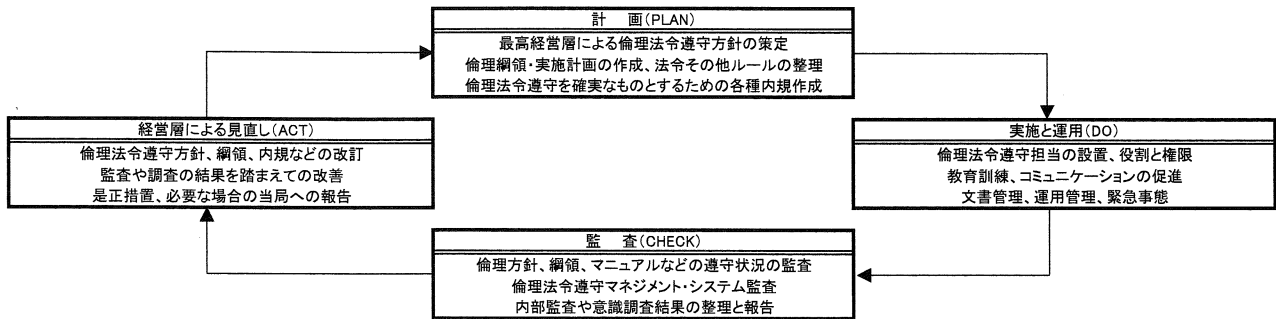 計　画(PLAN)
最高経営層による倫理法令遵守方針の策定
倫理綱領・実施計画の作成、法令その他ルールの整理
倫理法令遵守を確実なものとするための各種内規作成
経営層による見直し(ACT)
倫理法令遵守方針、綱領、内規などの改訂
監査や調査の結果を踏まえての改善
是正措置、必要な場合の当局への報告
実施と運用(DO)
倫理法令遵守担当の設置、役割と権限
教育訓練、コミュニケーションの促進
文書管理、運用管理、緊急事態
監　査(CHECK)
倫理方針、綱領、マニュアルなどの遵守状況の監査
倫理法令遵守マネジメント・システム監査
内部監査や意識調査結果の整理と報告